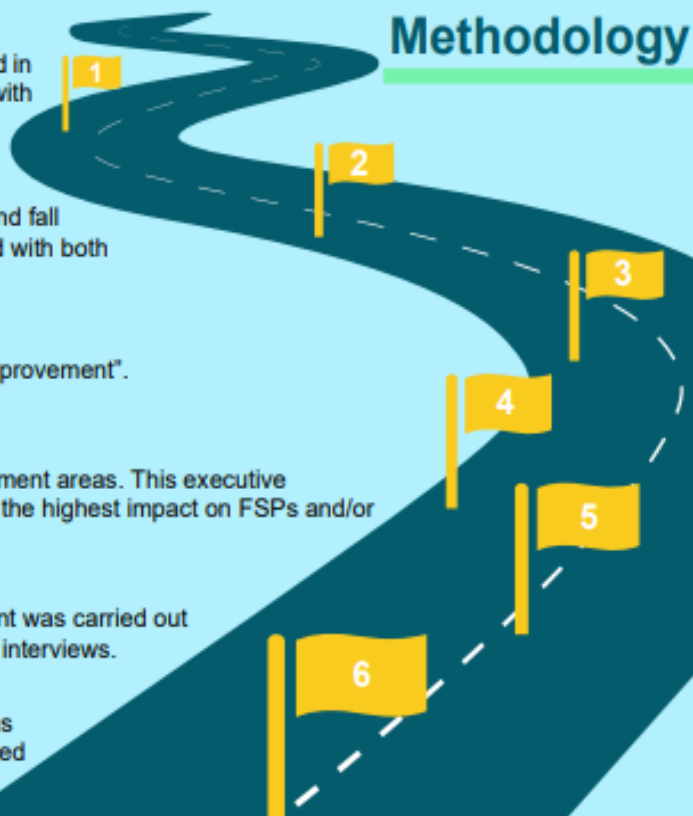 Methodology
d in
with
1
2
nd fall
d with both
3
provement".
4
ment areas. This executive
the highest impact on FSPs and/or
5
nt was carried out
interviews.
6
s
ed